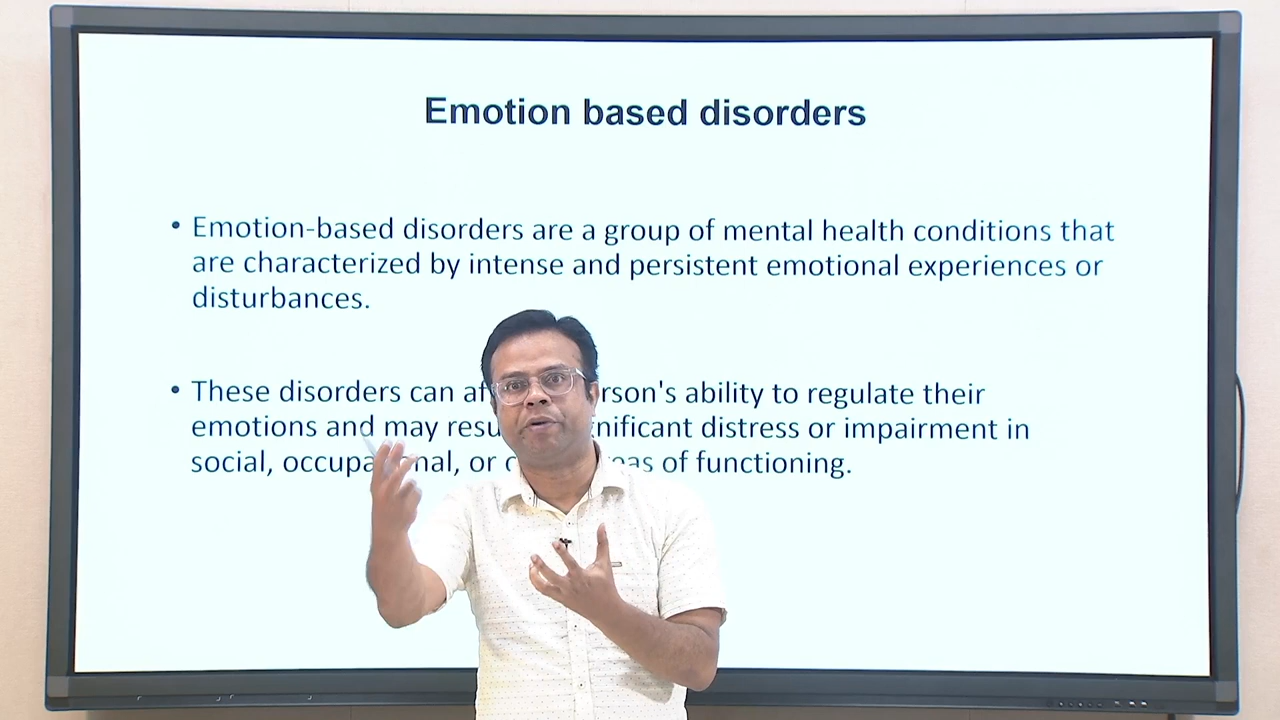 Emotion based disorders
• Emotion-based disorders are a group of mental health conditions that
are characterized by intense and persistent emotional experiences or
disturbances.
• These disorders can ability to regulate their
emotions and may distress or impairment in
social, or of functioning.